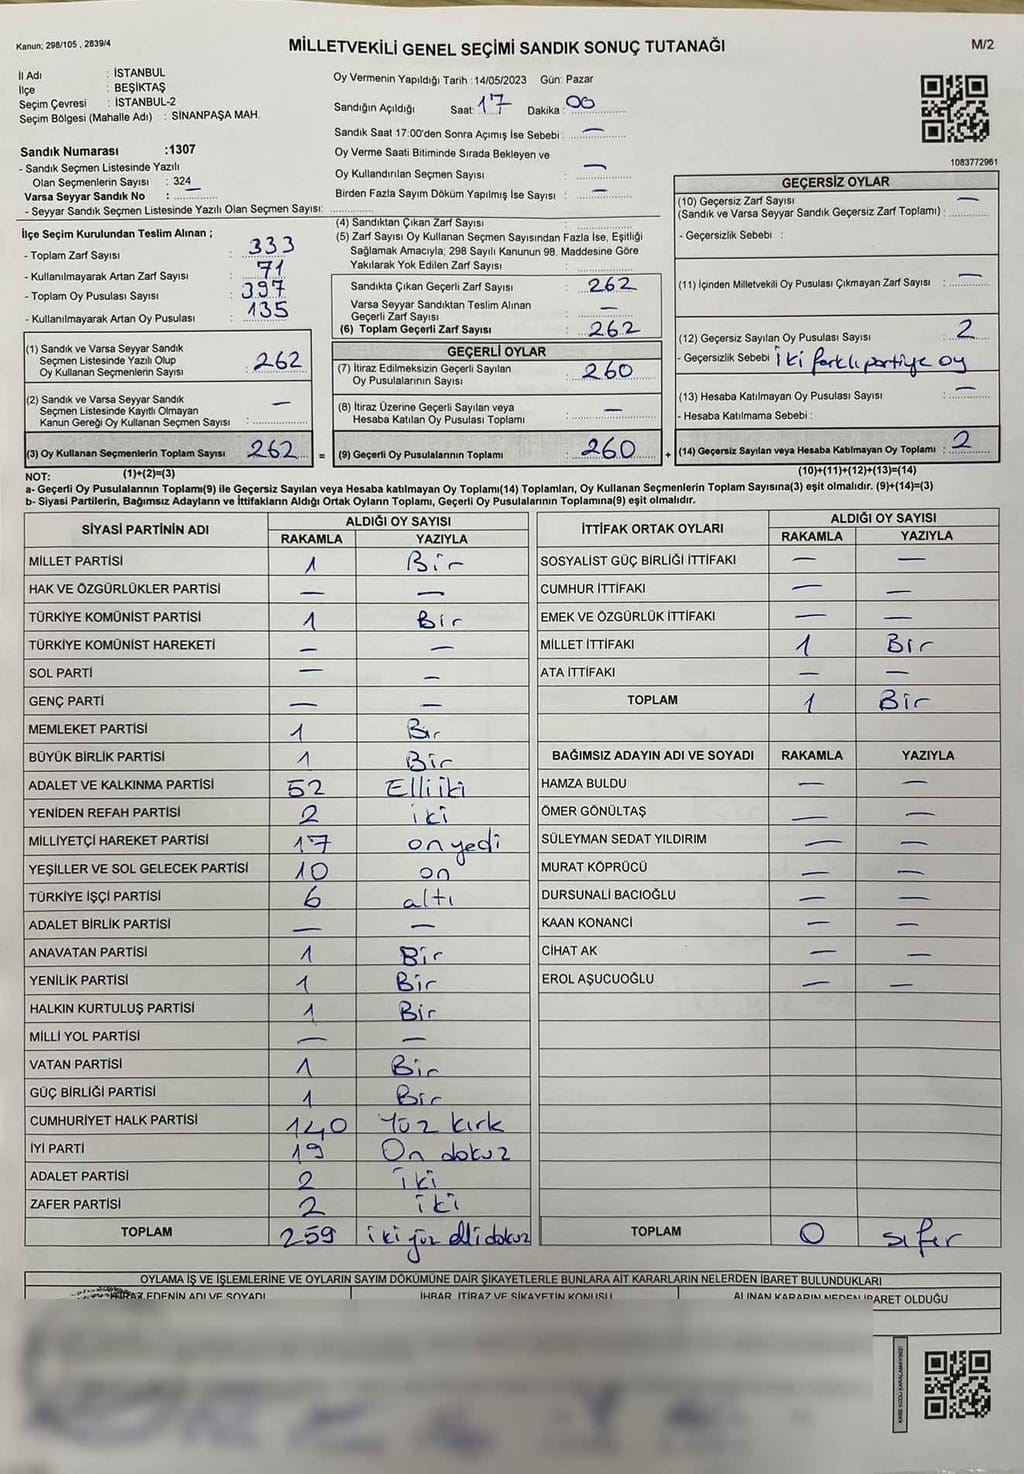 Kanun; 298/105 , 2839/4
MİLLETVEKİLİ GENEL SEÇİMİ SANDIK SONUÇ TUTANAĞI
M/2
İl Adı : İSTANBUL
İlçe : BEŞİKTAŞ
Seçim Çevresi : İSTANBUL-2
Seçim Bölgesi (Mahalle Adı) : SİNANPAŞA MAH.
Oy Vermenin Yapıldığı Tarih : 14/05/2023 Gün: Pazar
Sandığın Açıldığı Saat: 17 Dakika : 00
Sandık Saat 17:00'den Sonra Açımış İse Sebebi : —
Oy Verme Saati Bitiminde Sırada Bekleyen ve
Oy Kullandırılan Seçmen Sayısı : —
Birden Fazla Sayım Döküm Yapılmış İse Sayısı : —
1083772961
Sandık Numarası :1307
- Sandık Seçmen Listesinde Yazılı
Olan Seçmenlerin Sayısı : 324
Varsa Seyyar Sandık No : —
- Seyyar Sandık Seçmen Listesinde Yazılı Olan Seçmen Sayısı:
İlçe Seçim Kurulundan Teslim Alınan ;
- Toplam Zarf Sayısı : 333
- Kullanılmayarak Artan Zarf Sayısı : 71
- Toplam Oy Pusulası Sayısı : 397
- Kullanılmayarak Artan Oy Pusulası : 135
(1) Sandık ve Varsa Seyyar Sandık
Seçmen Listesinde Yazılı Olup
Oy Kullanan Seçmenlerin Sayısı : 262
(2) Sandık ve Varsa Seyyar Sandık
Seçmen Listesinde Kayıtlı Olmayan
Kanun Gereği Oy Kullanan Seçmen Sayısı : —
(3) Oy Kullanan Seçmenlerin Toplam Sayısı : 262 =
(4) Sandıktan Çıkan Zarf Sayısı :
(5) Zarf Sayısı Oy Kullanan Seçmen Sayısından Fazla İse, Eşitliği
Sağlamak Amacıyla; 298 Sayılı Kanunun 98. Maddesine Göre
Yakılarak Yok Edilen Zarf Sayısı :
Sandıkta Çıkan Geçerli Zarf Sayısı : 262
Varsa Seyyar Sandıktan Teslim Alınan
Geçerli Zarf Sayısı : —
(6) Toplam Geçerli Zarf Sayısı : 262
GEÇERLİ OYLAR
(7) İtiraz Edilmeksizin Geçerli Sayılan
Oy Pusulalarının Sayısı : 260
(8) İtiraz Üzerine Geçerli Sayılan veya
Hesaba Katılan Oy Pusulası Toplamı : —
(9) Geçerli Oy Pusulalarının Toplamı : 260 +
GEÇERSİZ OYLAR
(10) Geçersiz Zarf Sayısı
(Sandık ve Varsa Seyyar Sandık Geçersiz Zarf Toplamı) : —
- Geçersizlik Sebebi :
(11) İçinden Milletvekili Oy Pusulası Çıkmayan Zarf Sayısı : —
(12) Geçersiz Sayılan Oy Pusulası Sayısı : 2
- Geçersizlik Sebebi : iki farklı partiye oy
(13) Hesaba Katılmayan Oy Pusulası Sayısı : —
- Hesaba Katılmama Sebebi :
(14) Geçersiz Sayılan veya Hesaba Katılmayan Oy Toplamı : 2
NOT: (1)+(2)=(3) (10)+(11)+(12)+(13)=(14)
a- Geçerli Oy Pusulalarının Toplamı(9) ile Geçersiz Sayılan veya Hesaba katılmayan Oy Toplamı(14) Toplamları, Oy Kullanan Seçmenlerin Toplam Sayısına(3) eşit olmalıdır. (9)+(14)=(3)
b- Siyasi Partilerin, Bağımsız Adayların ve İttifakların Aldığı Ortak Oyların Toplamı, Geçerli Oy Pusulalarının Toplamına(9) eşit olmalıdır.
SİYASİ PARTİNİN ADI ALDIĞI OY SAYISI
RAKAMLA YAZIYLA
MİLLET PARTİSİ 1 Bir
HAK VE ÖZGÜRLÜKLER PARTİSİ — —
TÜRKİYE KOMÜNİST PARTİSİ 1 Bir
TÜRKİYE KOMÜNİST HAREKETİ — —
SOL PARTİ — —
GENÇ PARTİ — —
MEMLEKET PARTİSİ 1 Bir
BÜYÜK BİRLİK PARTİSİ 1 Bir
ADALET VE KALKINMA PARTİSİ 52 Elli iki
YENİDEN REFAH PARTİSİ 2 iki
MİLLİYETÇİ HAREKET PARTİSİ 17 on yedi
YEŞİLLER VE SOL GELECEK PARTİSİ 10 on
TÜRKİYE İŞÇİ PARTİSİ 6 altı
ADALET BİRLİK PARTİSİ — —
ANAVATAN PARTİSİ 1 Bir
YENİLİK PARTİSİ 1 Bir
HALKIN KURTULUŞ PARTİSİ 1 Bir
MİLLİ YOL PARTİSİ — —
VATAN PARTİSİ 1 Bir
GÜÇ BİRLİĞİ PARTİSİ 1 Bir
CUMHURİYET HALK PARTİSİ 140 Yüz kırk
İYİ PARTİ 19 On dokuz
ADALET PARTİSİ 2 iki
ZAFER PARTİSİ 2 iki
TOPLAM 259 iki yüz elli dokuz
İTTİFAK ORTAK OYLARI ALDIĞI OY SAYISI
RAKAMLA YAZIYLA
SOSYALİST GÜÇ BİRLİĞİ İTTİFAKI — —
CUMHUR İTTİFAKI — —
EMEK VE ÖZGÜRLÜK İTTİFAKI — —
MİLLET İTTİFAKI 1 Bir
ATA İTTİFAKI — —
TOPLAM 1 Bir
BAĞIMSIZ ADAYIN ADI VE SOYADI RAKAMLA YAZIYLA
HAMZA BULDU — —
ÖMER GÖNÜLTAŞ — —
SÜLEYMAN SEDAT YILDIRIM — —
MURAT KÖPRÜCÜ — —
DURSUNALİ BACIOĞLU — —
KAAN KONANCİ — —
CİHAT AK — —
EROL AŞUCUOĞLU — —
TOPLAM 0 sıfır
OYLAMA İŞ VE İŞLEMLERİNE VE OYLARIN SAYIM DÖKÜMÜNE DAİR ŞİKAYETLERLE BUNLARA AİT KARARLARIN NELERDEN İBARET BULUNDUKLARI
İTİRAZ EDENİN ADI VE SOYADI İHBAR, İTİRAZ VE ŞİKAYETİN KONUSU ALINAN KARARIN NEDEN İBARET OLDUĞU
KARE KODU KARALAMAYINIZ!